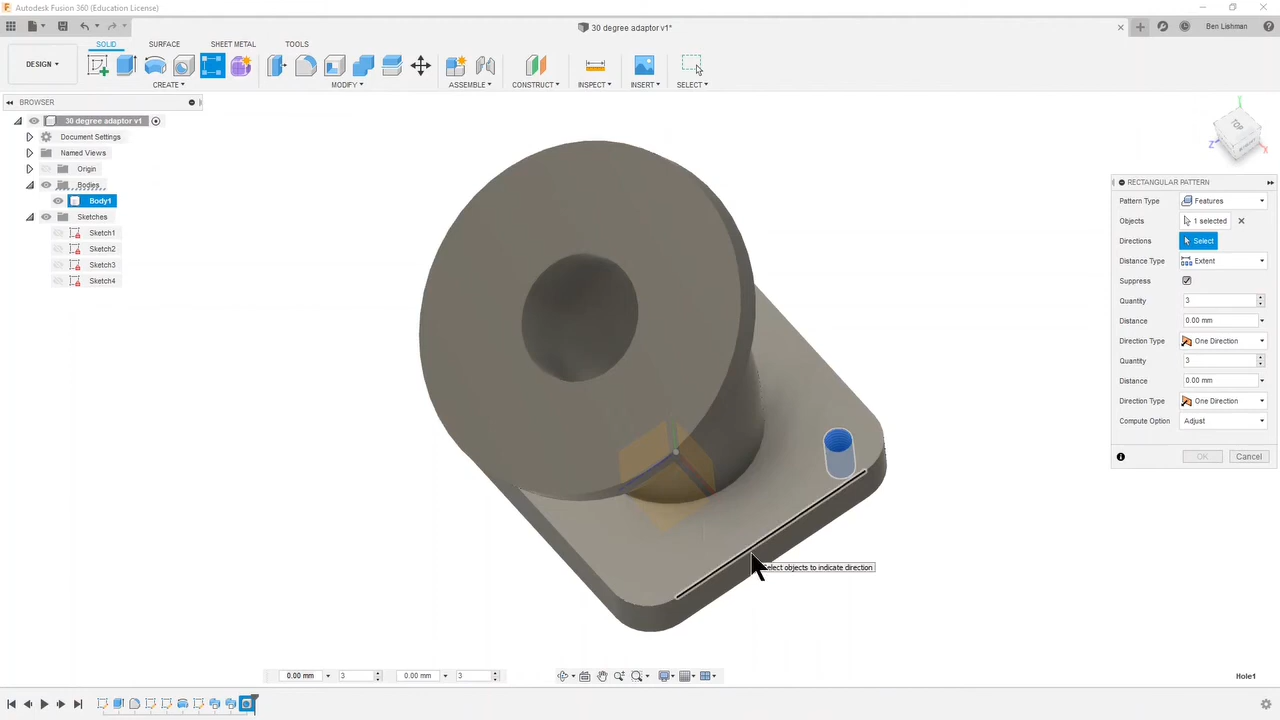 Autodesk Fusion 360 (Education License)
30 degree adaptor v1*
Ben Lishman
DESIGN
SOLID SURFACE SHEET METAL TOOLS
CREATE MODIFY ASSEMBLE CONSTRUCT INSPECT INSERT SELECT
BROWSER
30 degree adaptor v1
Document Settings
Named Views
Origin
Bodies
Body1
Sketches
Sketch1
Sketch2
Sketch3
Sketch4
TOP
Z
X
RECTANGULAR PATTERN
Pattern Type Features
Objects 1 selected
Directions Select
Distance Type Extent
Suppress
Quantity 3
Distance 0.00 mm
Direction Type One Direction
Quantity 3
Distance 0.00 mm
Direction Type One Direction
Compute Option Adjust
OK Cancel
Select objects to indicate direction
0.00 mm 3 0.00 mm 3
Hole1